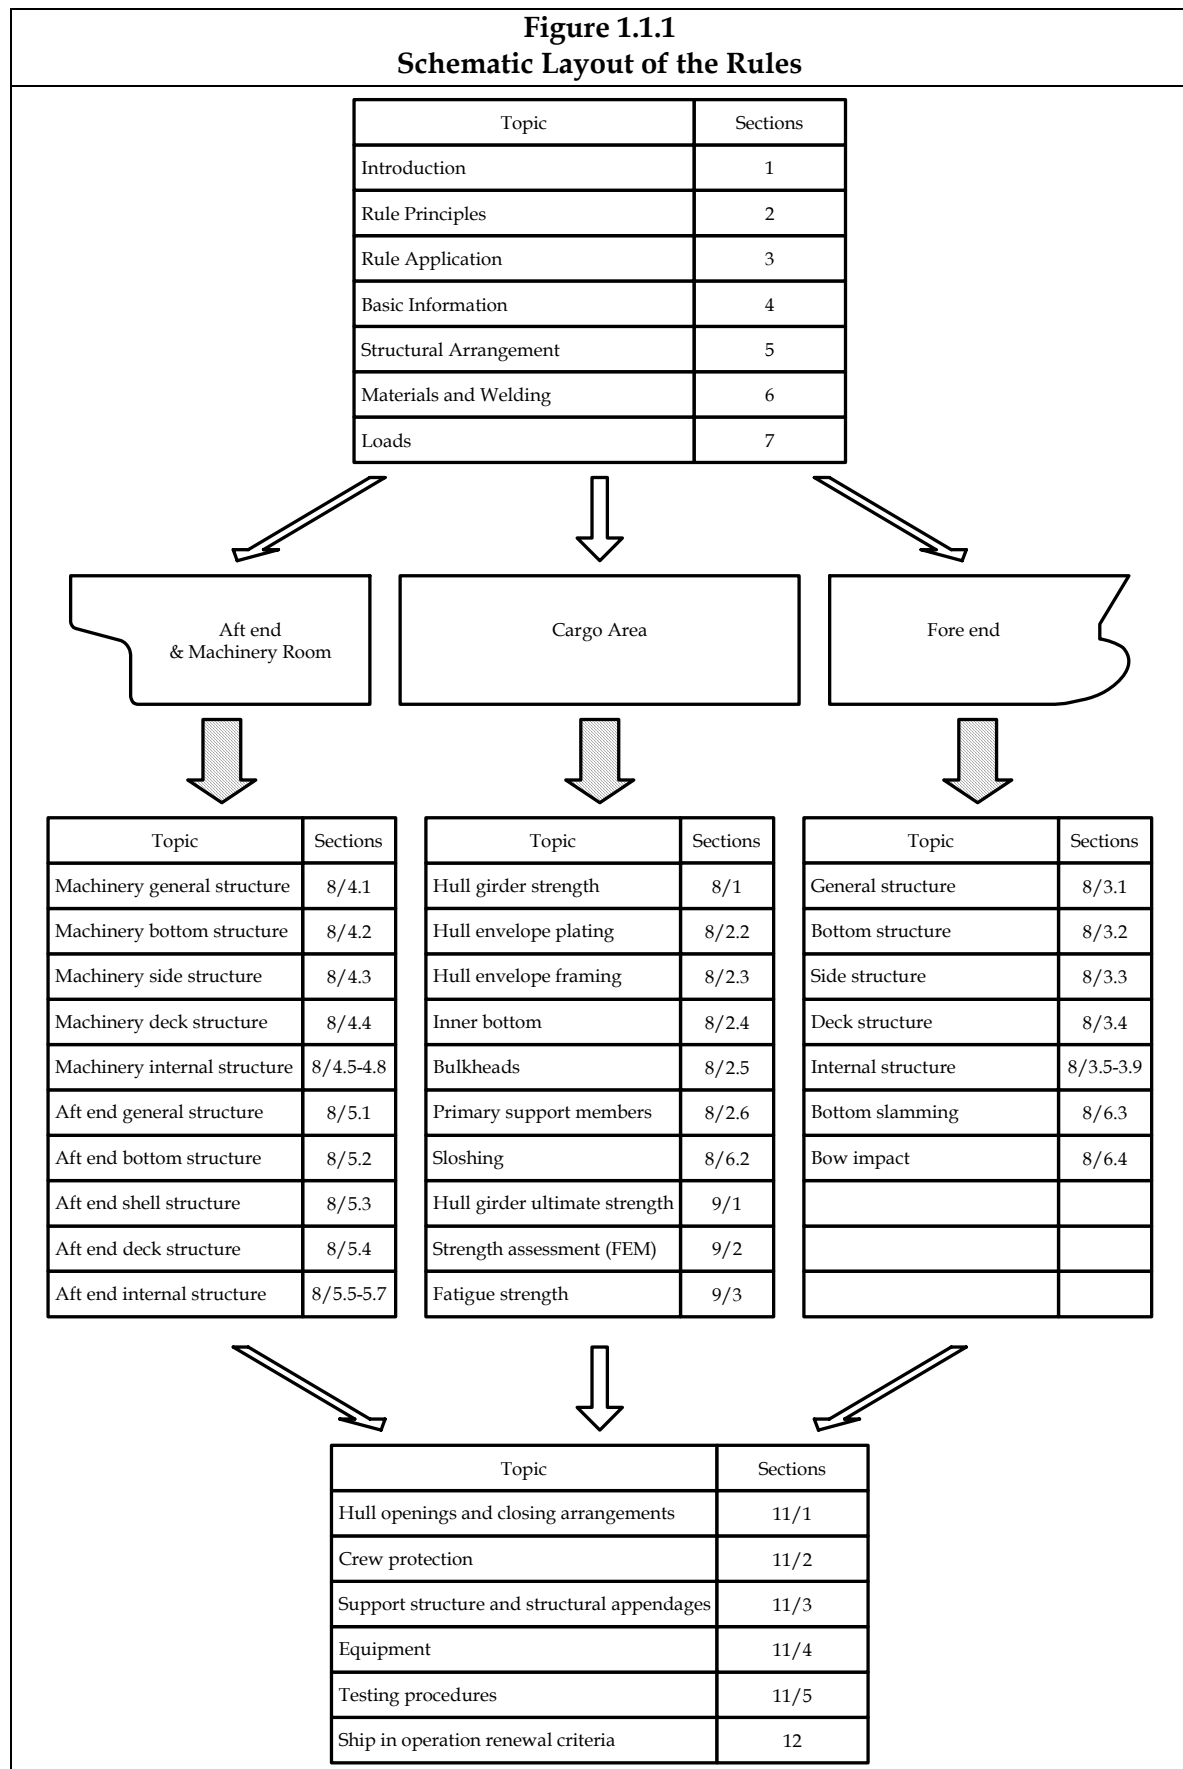 Figure 1.1.1
Schematic Layout of the Rules
Topic Sections
Introduction 1
Rule Principles 2
Rule Application 3
Basic Information 4
Structural Arrangement 5
Materials and Welding 6
Loads 7
Aft end
& Machinery Room
Cargo Area
Fore end
Topic Sections
Machinery general structure 8/4.1
Machinery bottom structure 8/4.2
Machinery side structure 8/4.3
Machinery deck structure 8/4.4
Machinery internal structure 8/4.5-4.8
Aft end general structure 8/5.1
Aft end bottom structure 8/5.2
Aft end shell structure 8/5.3
Aft end deck structure 8/5.4
Aft end internal structure 8/5.5-5.7
Topic Sections
Hull girder strength 8/1
Hull envelope plating 8/2.2
Hull envelope framing 8/2.3
Inner bottom 8/2.4
Bulkheads 8/2.5
Primary support members 8/2.6
Sloshing 8/6.2
Hull girder ultimate strength 9/1
Strength assessment (FEM) 9/2
Fatigue strength 9/3
Topic Sections
General structure 8/3.1
Bottom structure 8/3.2
Side structure 8/3.3
Deck structure 8/3.4
Internal structure 8/3.5-3.9
Bottom slamming 8/6.3
Bow impact 8/6.4
Topic Sections
Hull openings and closing arrangements 11/1
Crew protection 11/2
Support structure and structural appendages 11/3
Equipment 11/4
Testing procedures 11/5
Ship in operation renewal criteria 12